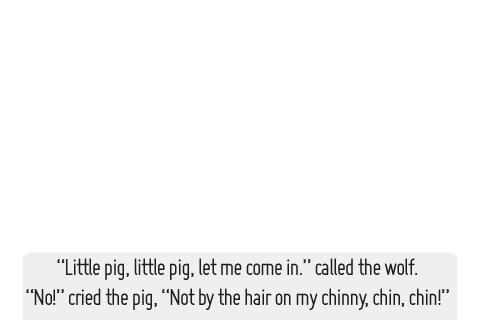 “Little pig, little pig, let me come in.” called the wolf.
“No!” cried the pig, “Not by the hair on my chinny, chin, chin!”